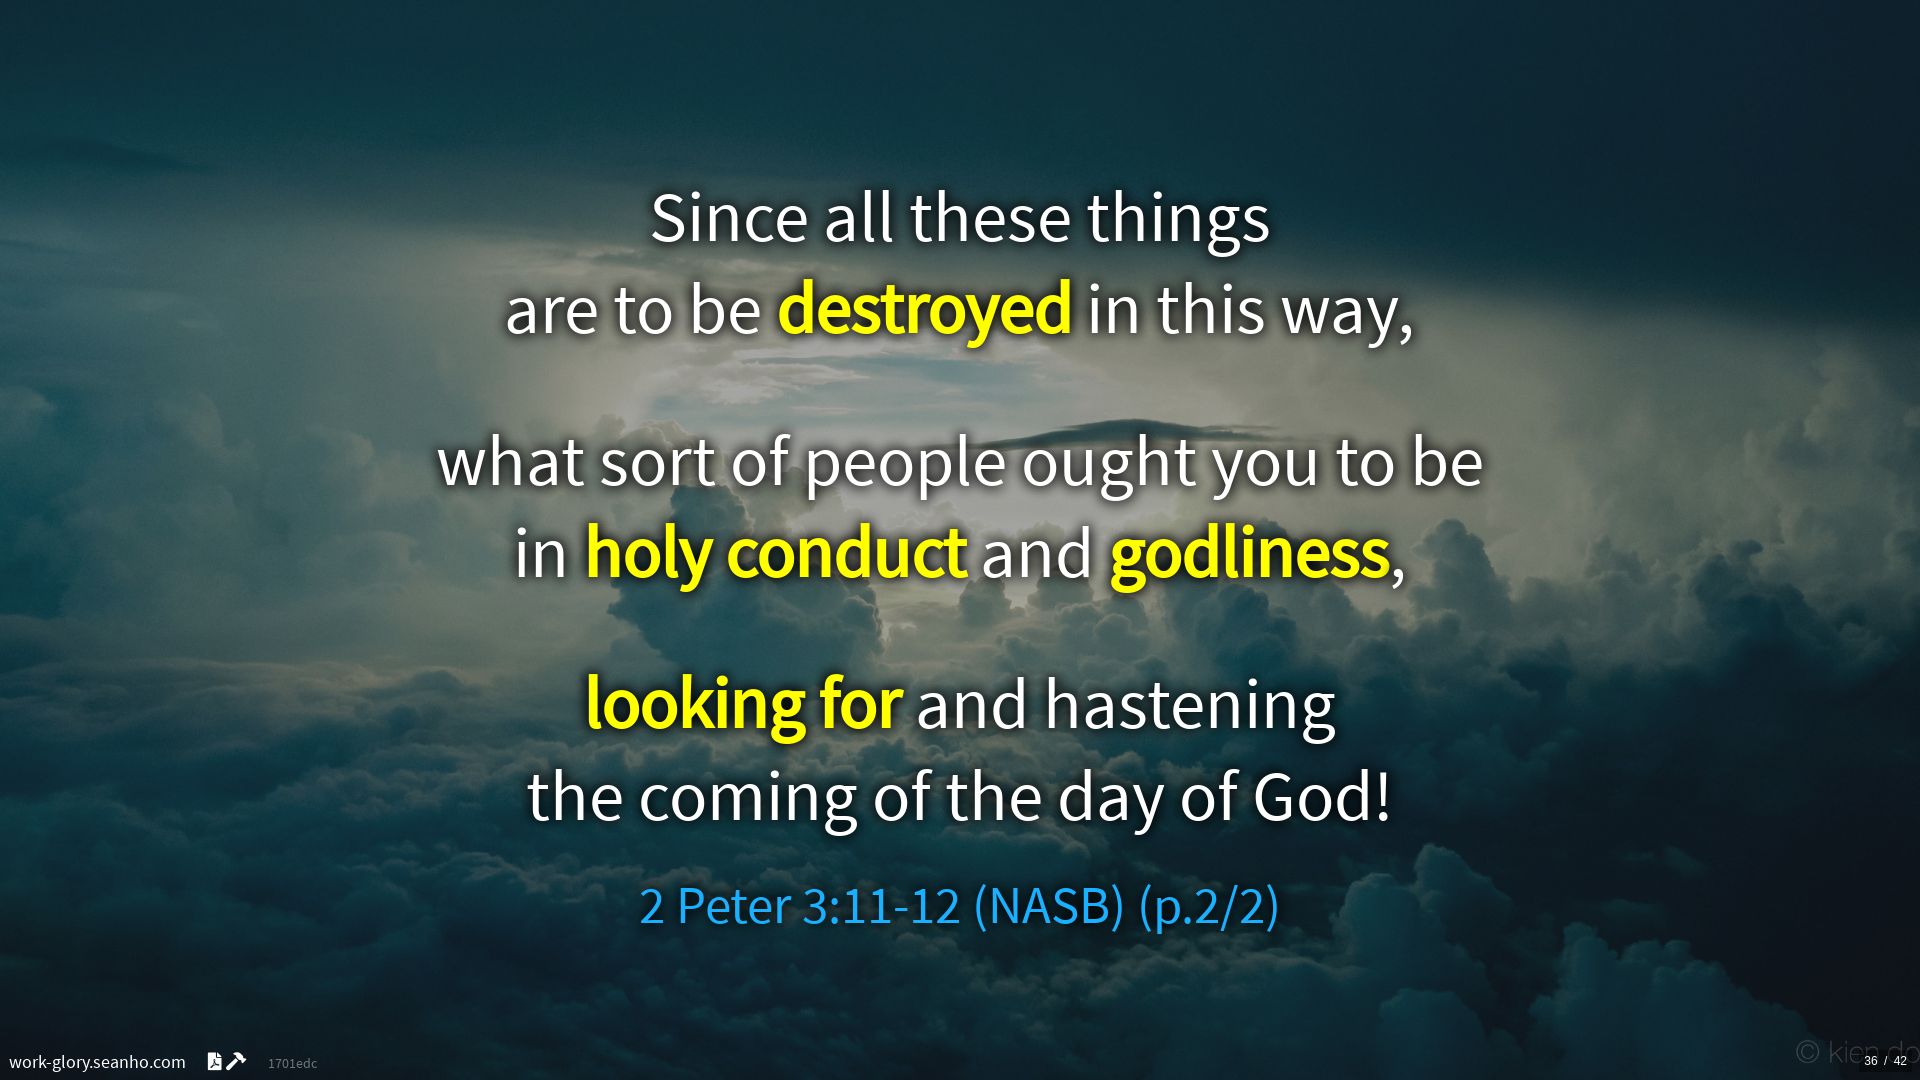 Since all these things
are to be destroyed in this way,
what sort of people ought you to be
in holy conduct and godliness,
looking for and hastening
the coming of the day of God!
2 Peter 3:11-12 (NASB) (p.2/2)
work-glory.seanho.com 1701edc
© kien do
36 / 42